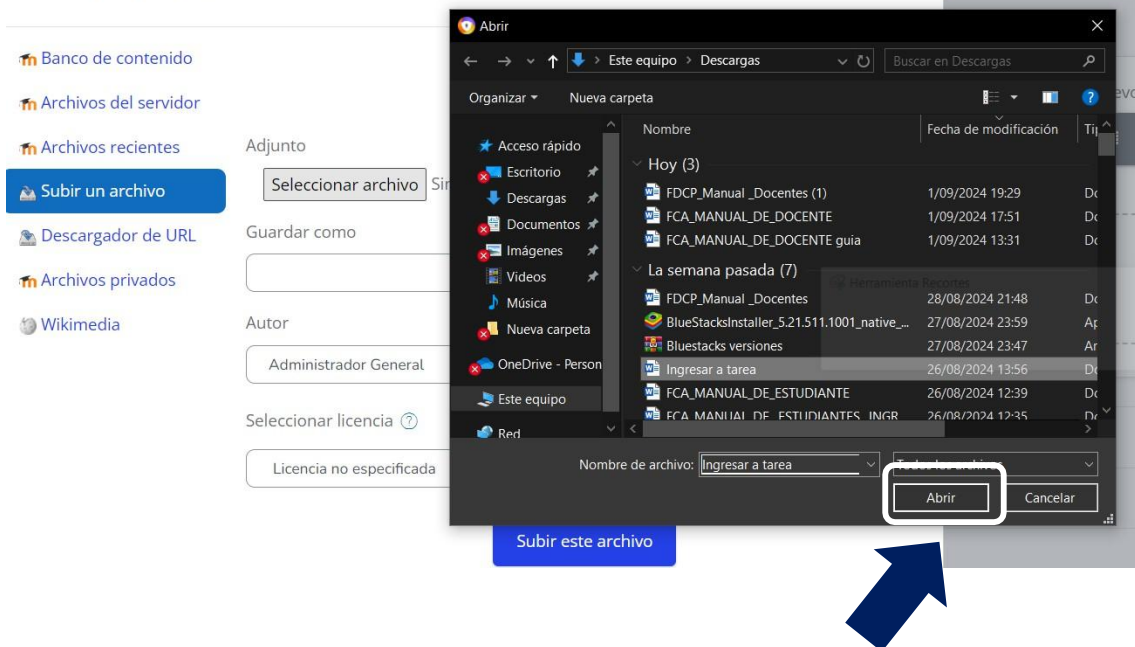 Banco de contenido
Archivos del servidor
Archivos recientes
Subir un archivo
Descargador de URL
Archivos privados
Wikimedia
Adjunto
Seleccionar archivo
Guardar como
Autor
Administrador General
Seleccionar licencia
Licencia no especificada
Subir este archivo
Abrir
Este equipo > Descargas
Buscar en Descargas
Organizar Nueva carpeta
Acceso rápido
Escritorio
Descargas
Documentos
Imágenes
Videos
Música
Nueva carpeta
OneDrive - Person
Este equipo
Red
Nombre Fecha de modificación
Hoy (3)
FDCP_Manual _Docentes (1) 1/09/2024 19:29
FCA_MANUAL_DE_DOCENTE 1/09/2024 17:51
FCA_MANUAL_DE_DOCENTE guia 1/09/2024 13:31
La semana pasada (7)
Herramienta Recortes
FDCP_Manual _Docentes 28/08/2024 21:48
BlueStacksInstaller_5.21.511.1001_native_... 27/08/2024 23:59
Bluestacks versiones 27/08/2024 23:47
Ingresar a tarea 26/08/2024 13:56
FCA_MANUAL_DE_ESTUDIANTE 26/08/2024 12:39
FCA_MANUAL_DE_ESTUDIANTES_INGR 26/08/2024 12:35
Nombre de archivo: Ingresar a tarea
Abrir Cancelar